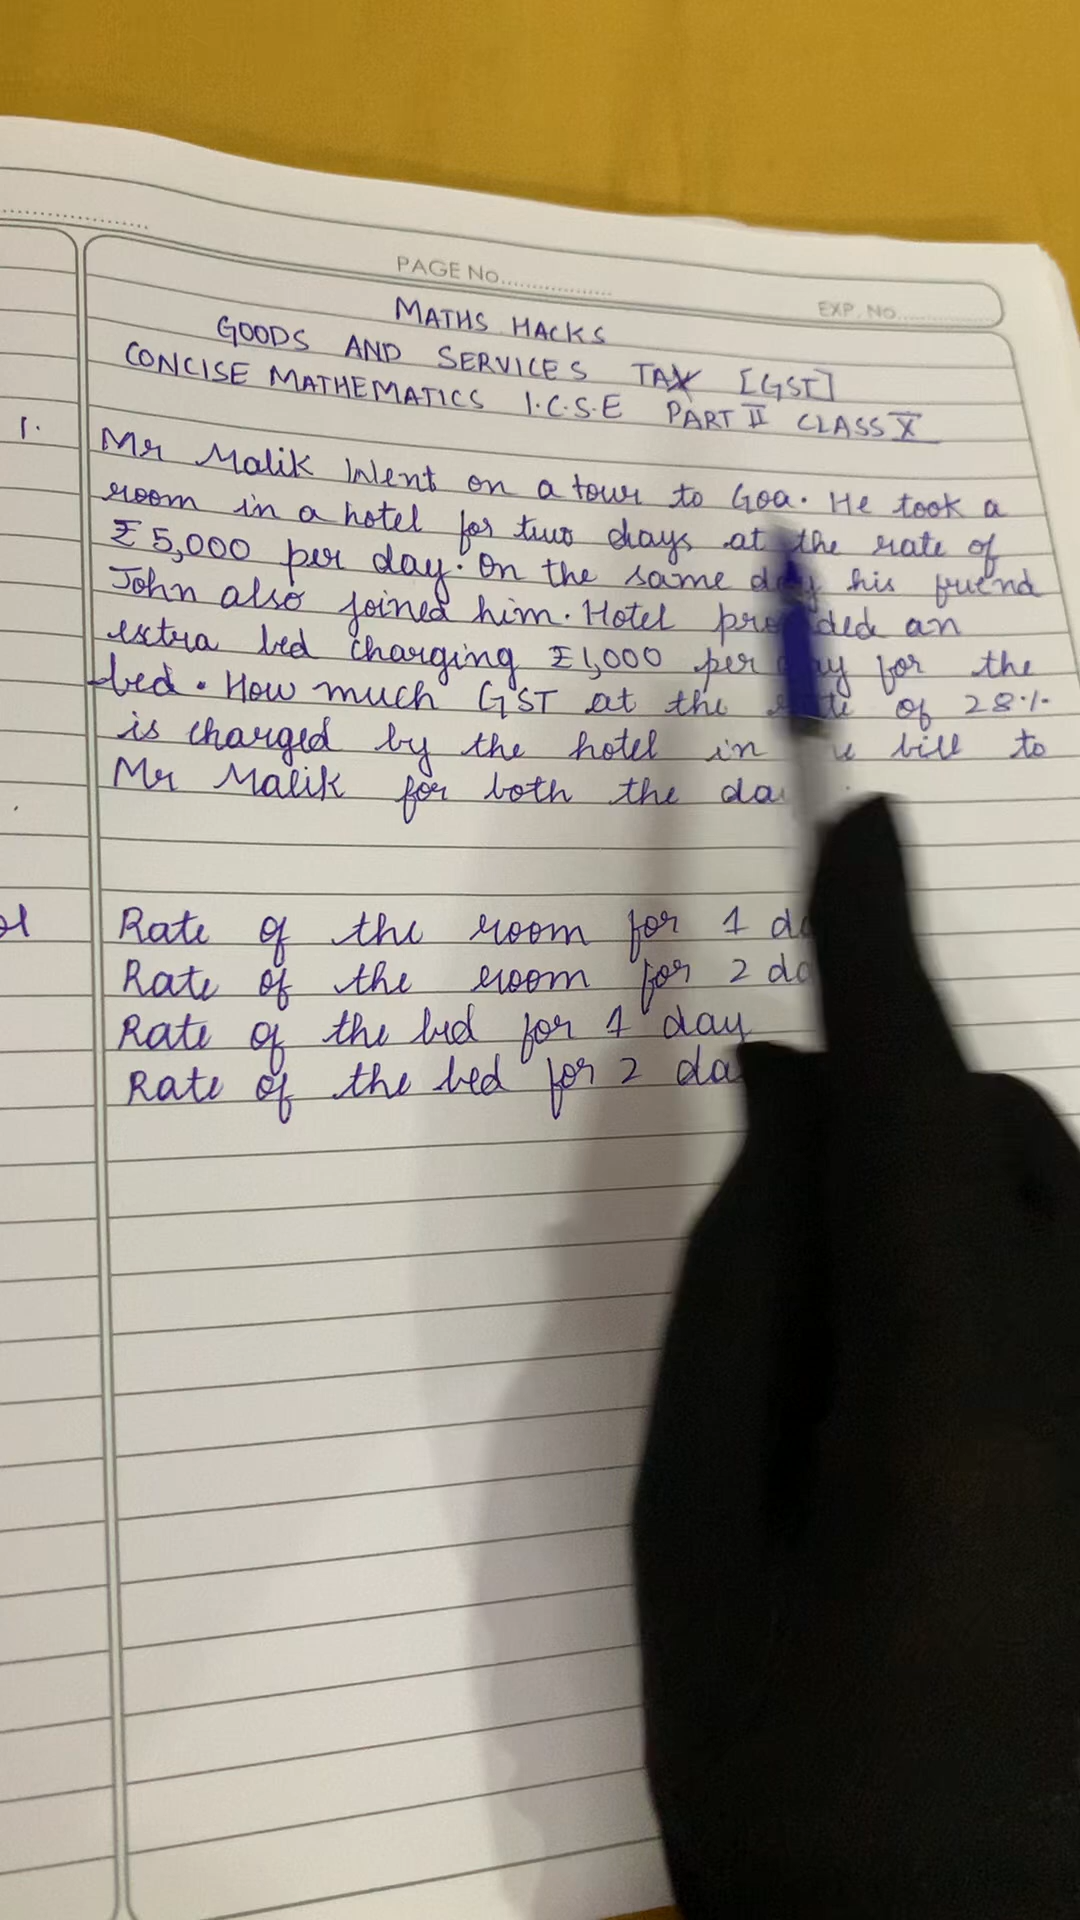 PAGE No.
EXP. No.
MATHS HACKS
GOODS AND SERVICES TAX [GST]
CONCISE MATHEMATICS I.C.S.E PART II CLASS X
1. Mr Malik Went on a tour to Goa. He took a
room in a hotel for two days at the rate of
₹5,000 per day. On the same day his friend
John also joined him. Hotel provided an
extra bed charging ₹1,000 per day for the
bed. How much GST at the of 28%
is charged by the hotel in bill to
Mr Malik for both the
Rate of the room for 1
Rate of the room for 2
Rate of the bed for 1 day
Rate of the bed for 2